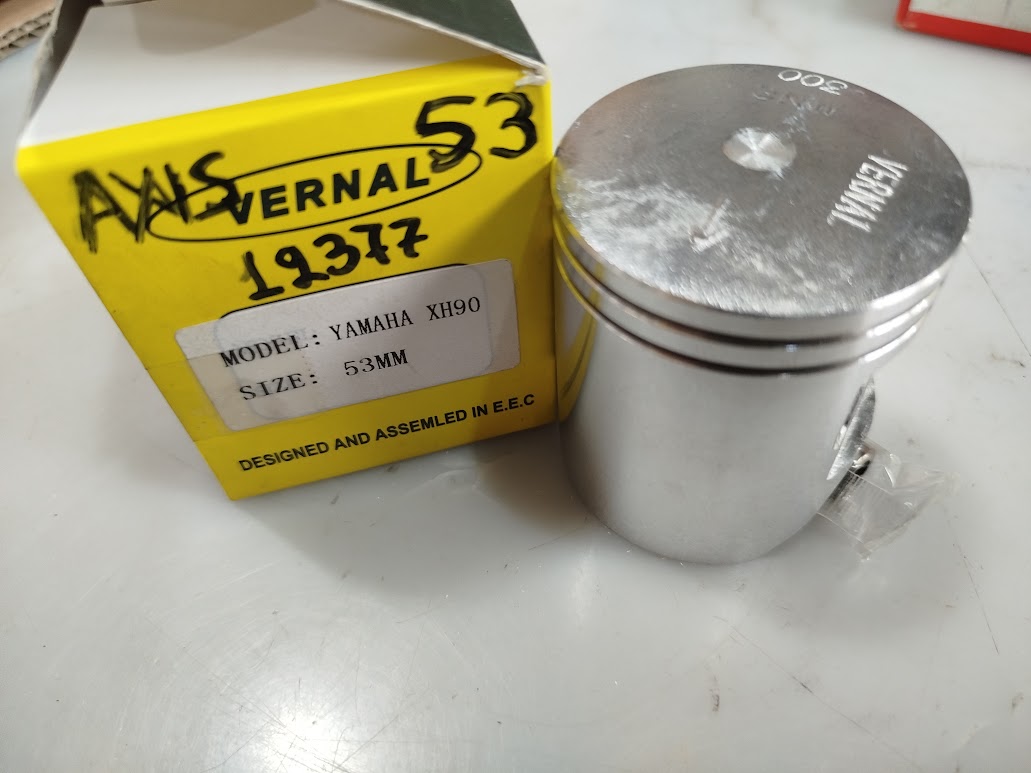 AXIS
53
VERNAL
12377
MODEL: YAMAHA XH90
SIZE: 53MM
DESIGNED AND ASSEMLED IN E.E.C
300
VERNAL